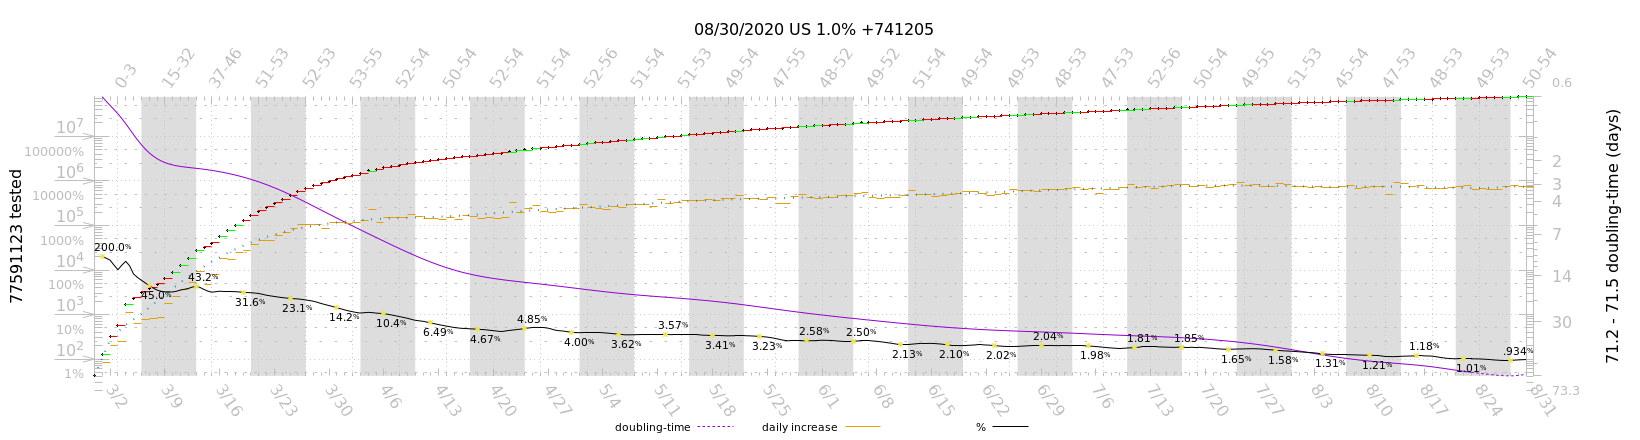 08/30/2020 US 1.0% +741205
0-3 15-32 37-46 51-53 52-53 53-55 52-54 50-54 52-54 51-54 52-56 51-54 51-53 49-54 47-55 48-52 49-52 51-54 49-54 49-53 48-53 47-53 52-56 50-54 49-55 51-53 45-54 47-53 48-53 49-53 50-54
77591123 tested
10⁷
100000%
10⁶
10000%
10⁵
1000%
10⁴
100%
10³
10%
10²
1%
0.6
2
3
4
7
14
30
73.3
71.2 - 71.5 doubling-time (days)
200.0% 45.0% 43.2% 31.6% 23.1% 14.2% 10.4% 6.49% 4.67% 4.85% 4.00% 3.62% 3.57% 3.41% 3.23% 2.58% 2.50% 2.13% 2.10% 2.02% 2.04% 1.98% 1.81% 1.85% 1.65% 1.58% 1.31% 1.21% 1.18% 1.01% .934%
3/2 3/9 3/16 3/23 3/30 4/6 4/13 4/20 4/27 5/4 5/11 5/18 5/25 6/1 6/8 6/15 6/22 6/29 7/6 7/13 7/20 7/27 8/3 8/10 8/17 8/24 8/31
doubling-time daily increase %